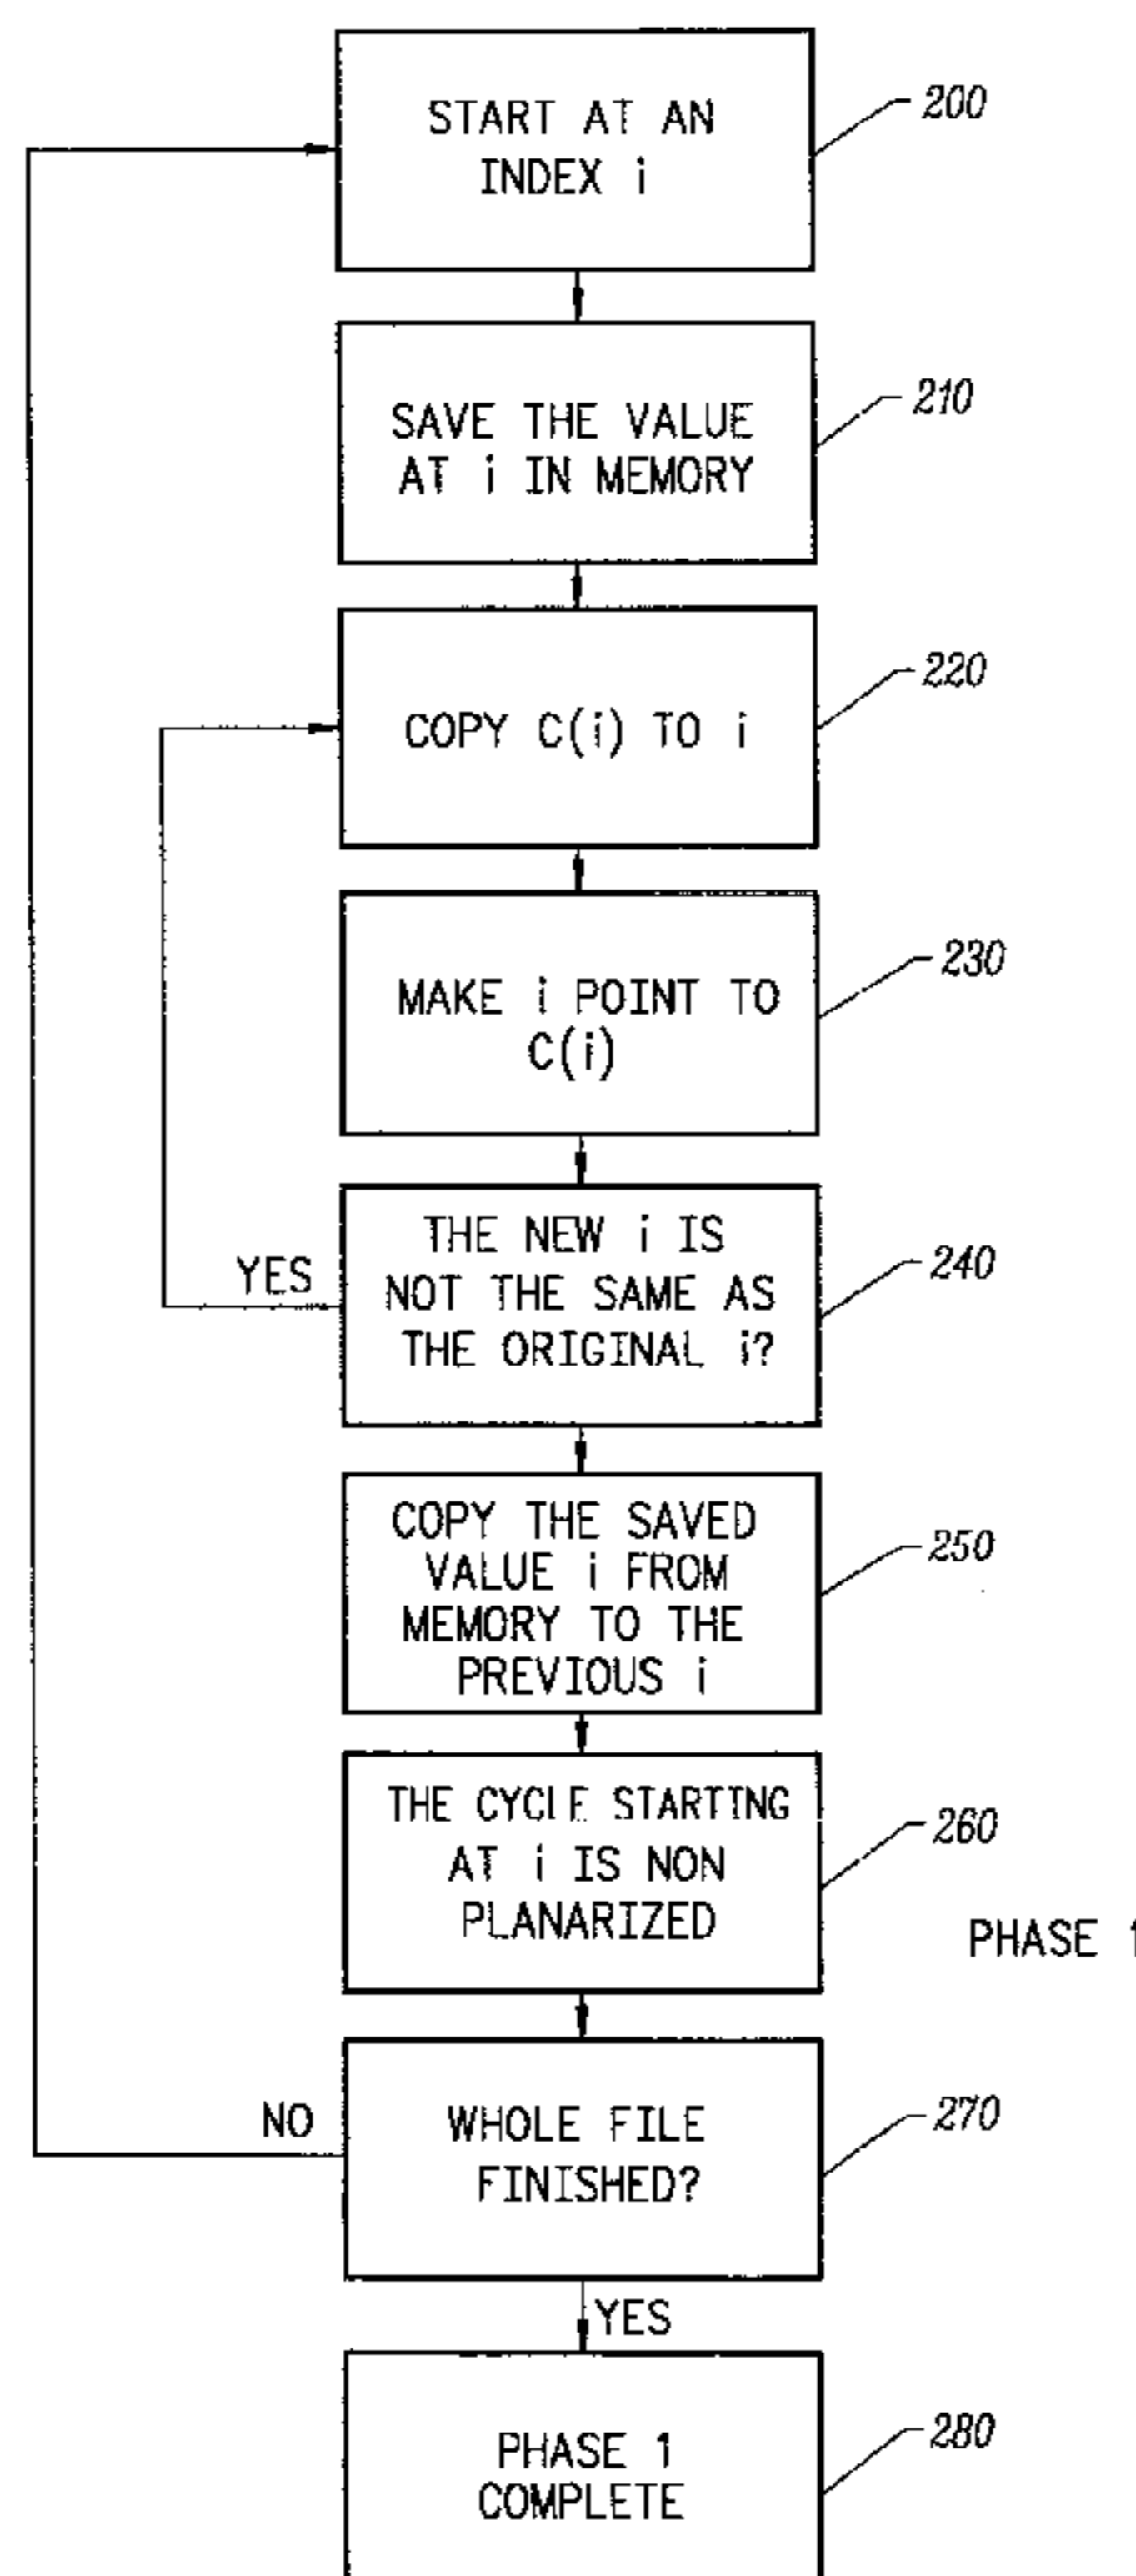 START AT AN
INDEX i
200
SAVE THE VALUE
AT i IN MEMORY
210
COPY C(i) TO i
220
MAKE i POINT TO
C(i)
230
THE NEW i IS
NOT THE SAME AS
THE ORIGINAL i?
240
YES
COPY THE SAVED
VALUE i FROM
MEMORY TO THE
PREVIOUS i
250
THE CYCLE STARTING
AT i IS NON
PLANARIZED
260
PHASE 1
WHOLE FILE
FINISHED?
270
NO
YES
PHASE 1
COMPLETE
280